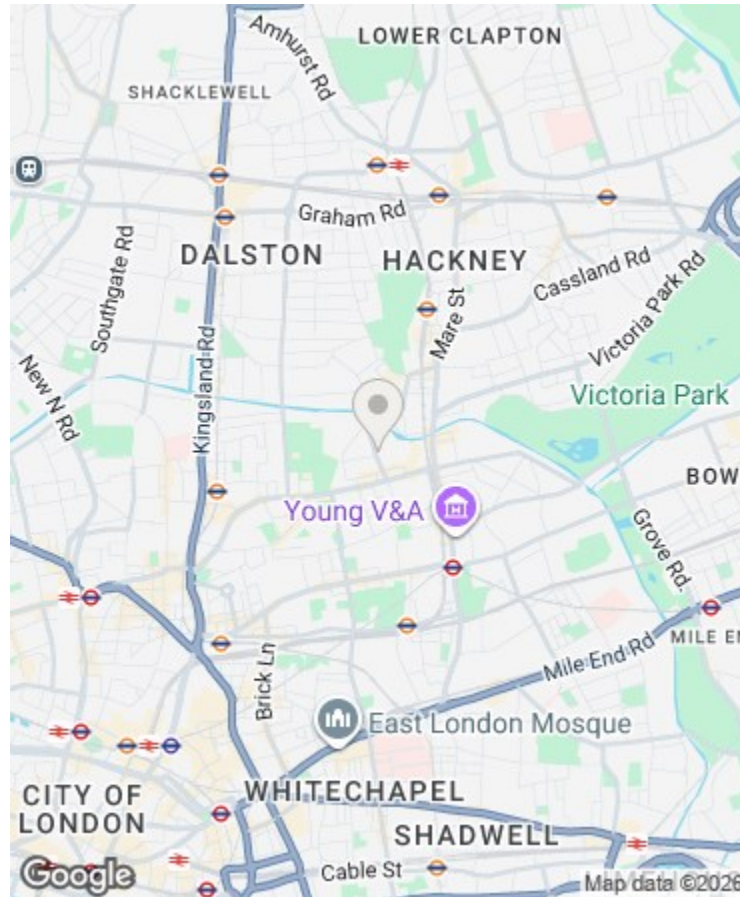 Amhurst Rd
LOWER CLAPTON
SHACKLEWELL
Graham Rd
Southgate Rd
DALSTON
HACKNEY
Cassland Rd
Victoria Park Rd
Mare St
New N Rd
Kingsland Rd
Victoria Park
BOW
Young V&A
Grove Rd.
MILE EN
Mile End Rd
Brick Ln
East London Mosque
WHITECHAPEL
CITY OF
LONDON
SHADWELL
Cable St
Google
Map data ©2026